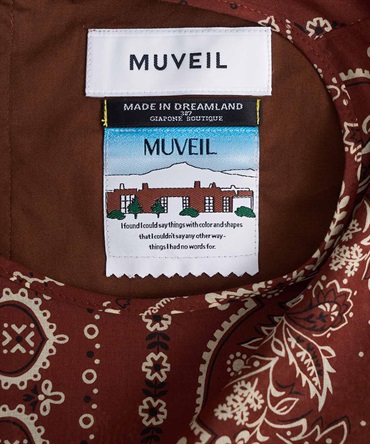 MUVEIL
MADE IN DREAMLAND
387
GIAPONE BOUTIQUE
MUVEIL
I found I could say things with color and shapes
that I couldn't say any other way-
things I had no words for.